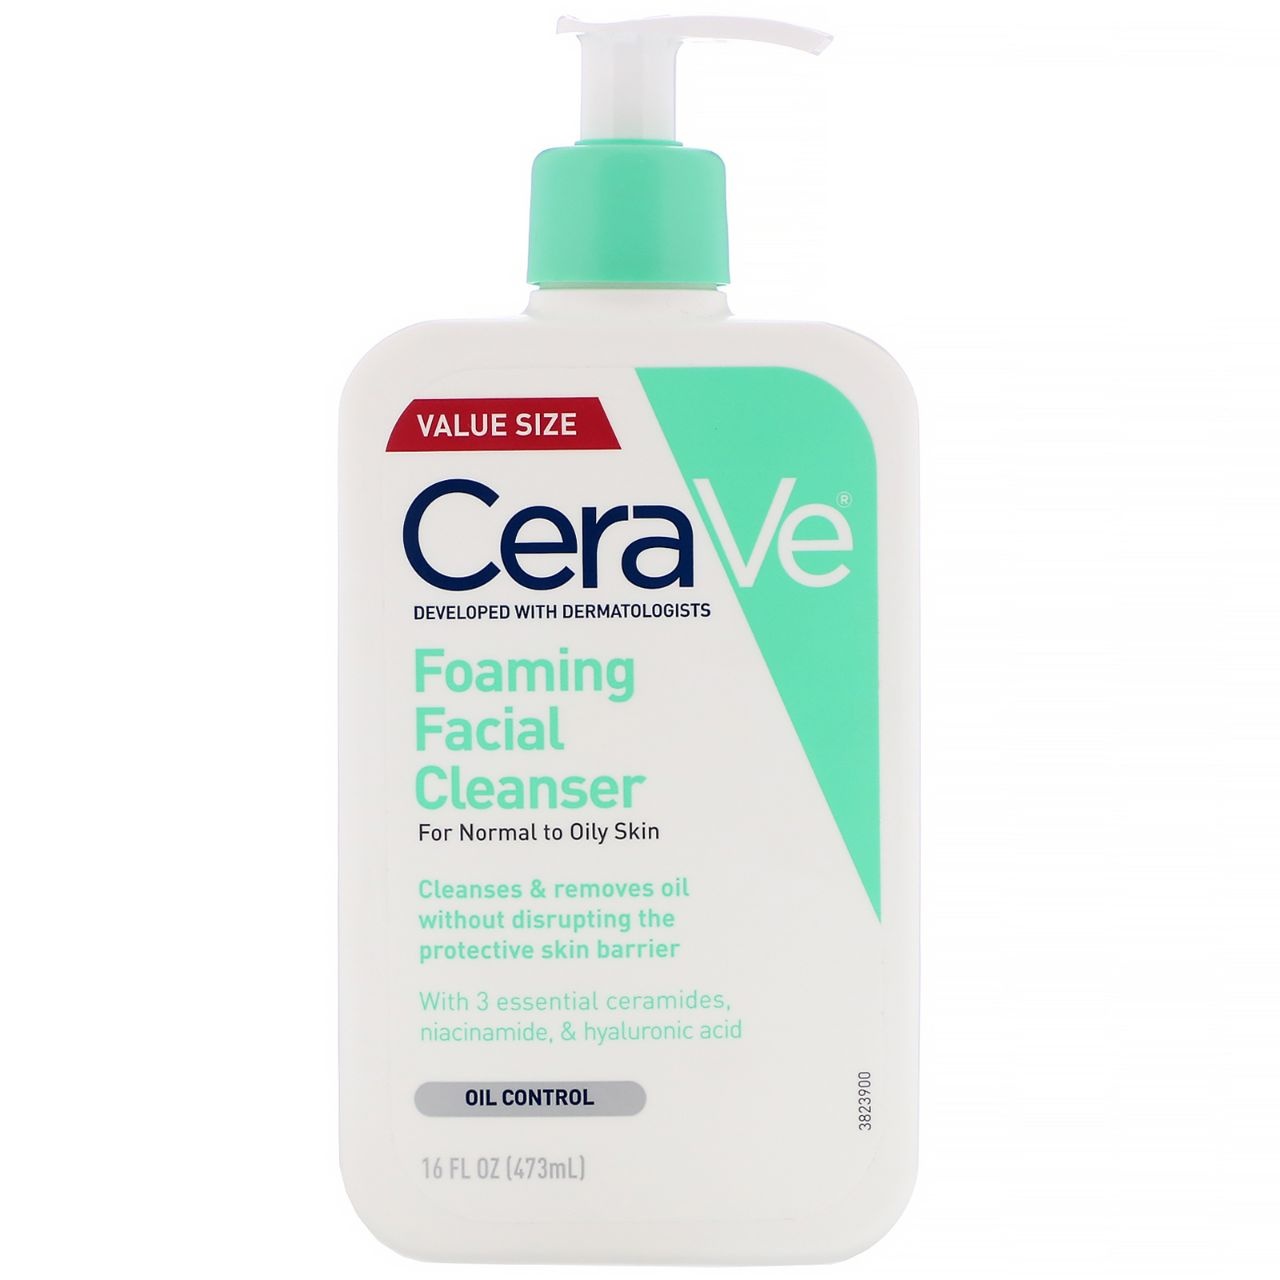 VALUE SIZE
CeraVe®
DEVELOPED WITH DERMATOLOGISTS
Foaming
Facial
Cleanser
For Normal to Oily Skin
Cleanses & removes oil
without disrupting the
protective skin barrier
With 3 essential ceramides,
niacinamide, & hyaluronic acid
OIL CONTROL
3823900
16 FL OZ (473mL)